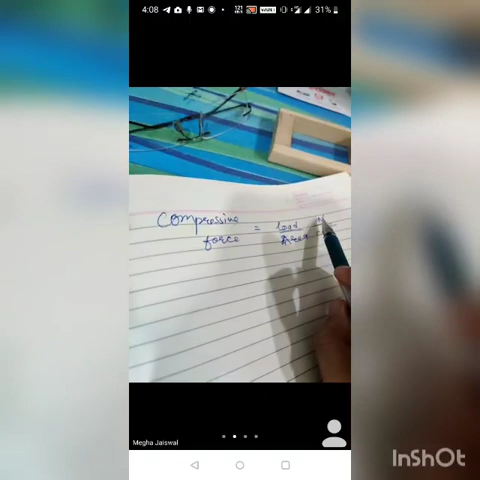 4:08
31%
Compressive
force = load
Area
Megha Jaiswal
InShOt